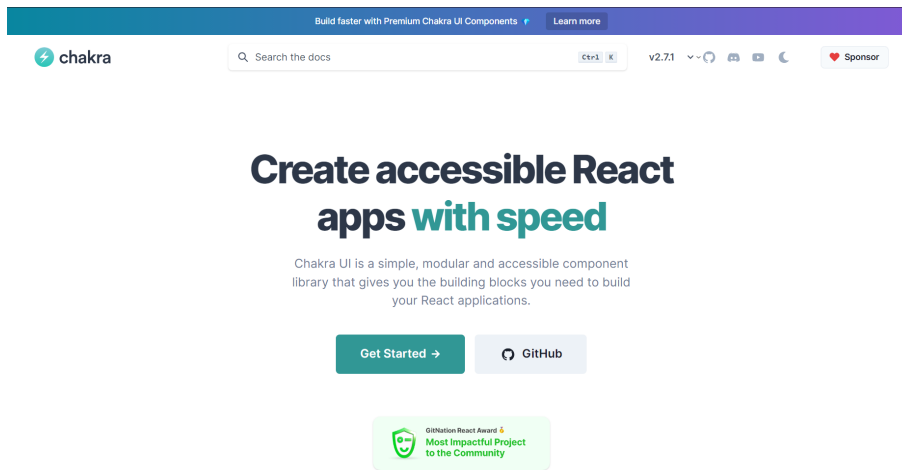 Build faster with Premium Chakra UI Components Learn more
chakra
Search the docs Ctrl K
v2.7.1
Sponsor
Create accessible React
apps with speed
Chakra UI is a simple, modular and accessible component
library that gives you the building blocks you need to build
your React applications.
Get Started →
GitHub
GitNation React Award
Most Impactful Project
to the Community